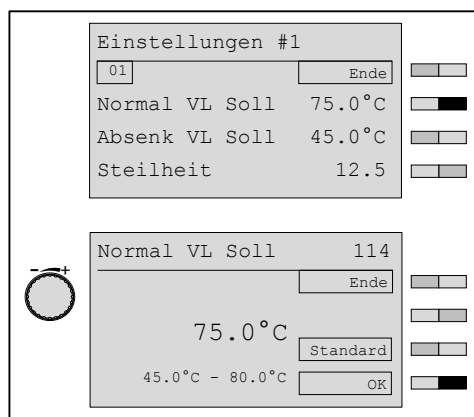 Einstellungen #1
01 Ende
Normal VL Soll 75.0°C
Absenk VL Soll 45.0°C
Steilheit 12.5
Normal VL Soll 114
Ende
- +
75.0°C
Standard
45.0°C - 80.0°C OK